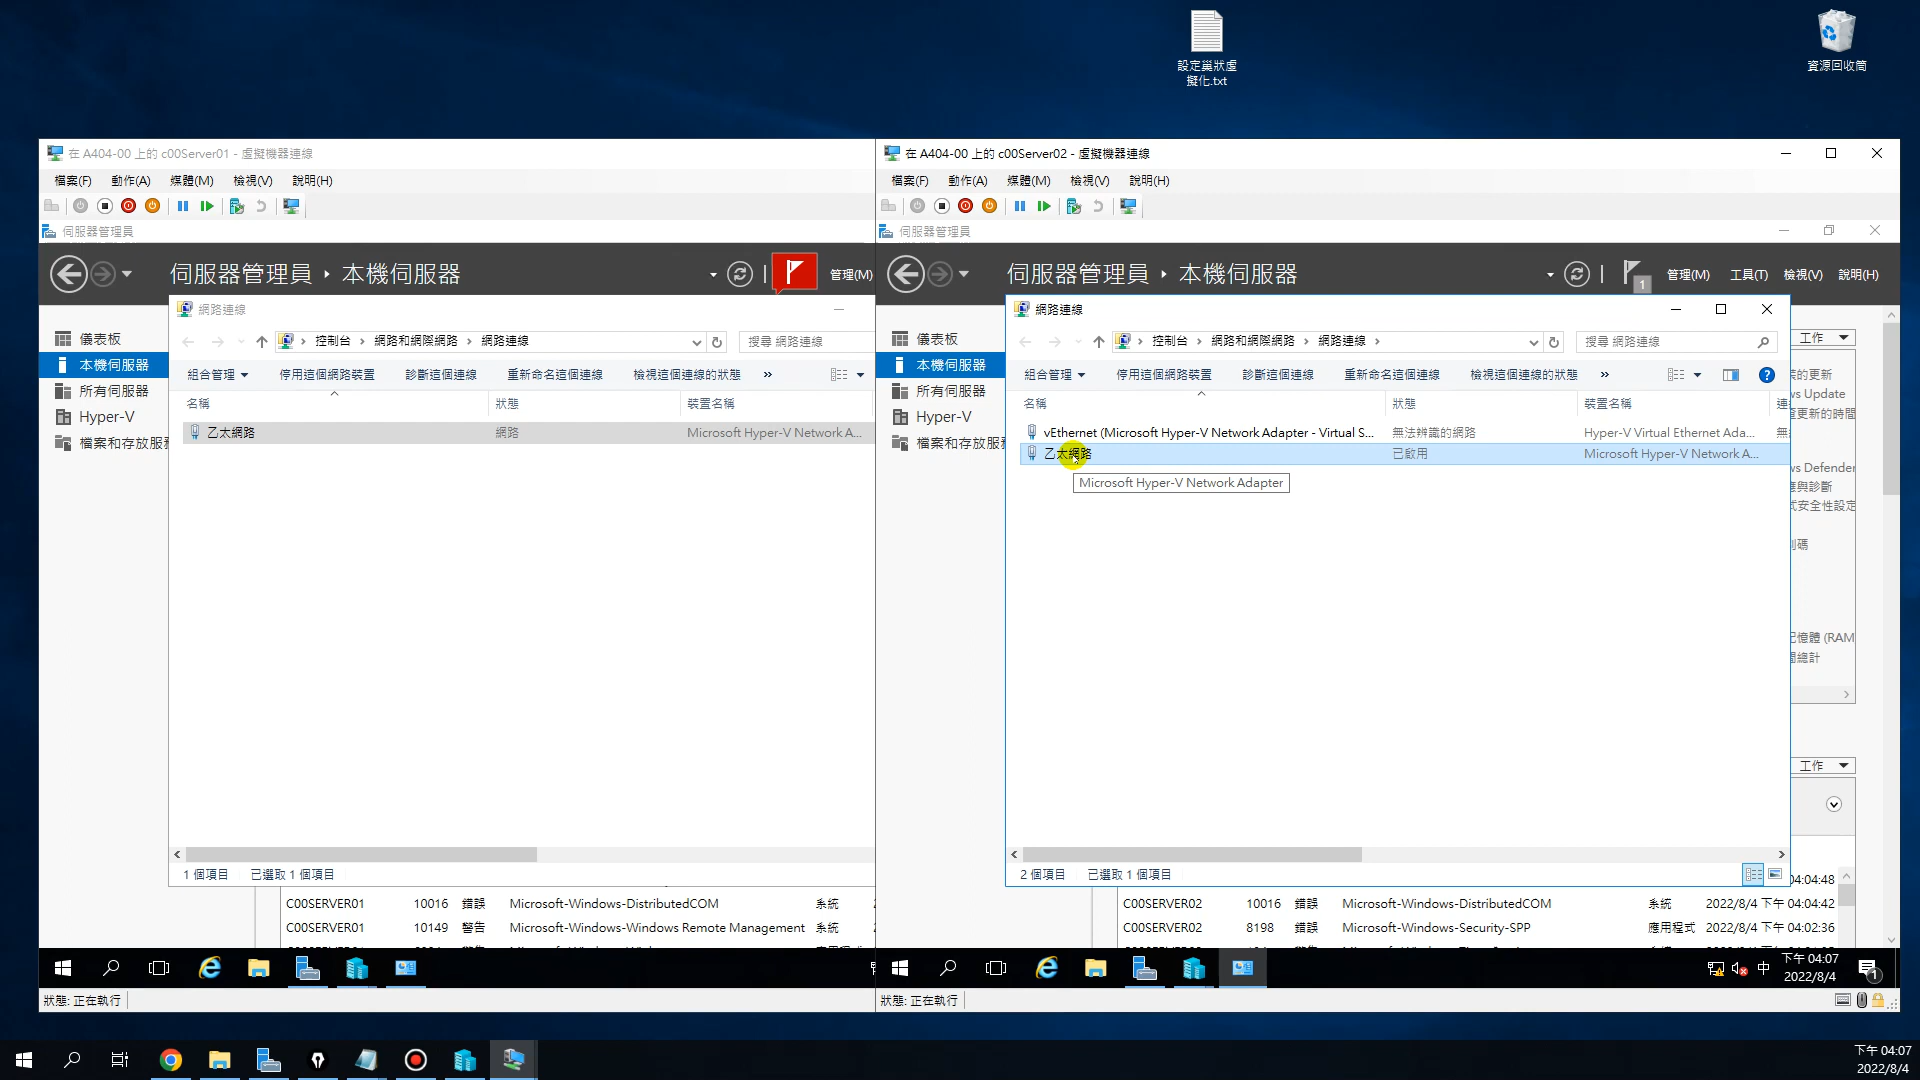 設定巢狀虛
擬化.txt
資源回收筒
在 A404-00 上的 c00Server01 - 虛擬機器連線
檔案(F) 動作(A) 媒體(M) 檢視(V) 說明(H)
伺服器管理員
伺服器管理員 ‣ 本機伺服器
管理(M)
儀表板
本機伺服器
所有伺服器
Hyper-V
檔案和存放服務
網路連線
控制台 › 網路和網際網路 › 網路連線
搜尋 網路連線
組合管理 停用這個網路裝置 診斷這個連線 重新命名這個連線 檢視這個連線的狀態 »
名稱 狀態 裝置名稱
乙太網路 網路 Microsoft Hyper-V Network A...
1 個項目 已選取 1 個項目
C00SERVER01 10016 錯誤 Microsoft-Windows-DistributedCOM 系統
C00SERVER01 10149 警告 Microsoft-Windows-Windows Remote Management 系統
狀態: 正在執行
在 A404-00 上的 c00Server02 - 虛擬機器連線
檔案(F) 動作(A) 媒體(M) 檢視(V) 說明(H)
伺服器管理員
伺服器管理員 ‣ 本機伺服器
1 管理(M) 工具(T) 檢視(V) 說明(H)
儀表板
本機伺服器
所有伺服器
Hyper-V
檔案和存放服務
網路連線
控制台 › 網路和網際網路 › 網路連線 ›
搜尋 網路連線
組合管理 停用這個網路裝置 診斷這個連線 重新命名這個連線 檢視這個連線的狀態 »
名稱 狀態 裝置名稱
vEthernet (Microsoft Hyper-V Network Adapter - Virtual S... 無法辨識的網路 Hyper-V Virtual Ethernet Ada...
乙太網路 已啟用 Microsoft Hyper-V Network A...
Microsoft Hyper-V Network Adapter
2 個項目 已選取 1 個項目
工作
的更新
Update
更新的時間
Defender
與診斷
安全性設定
碼
憶體 (RAM
總計
工作
04:04:48
C00SERVER02 10016 錯誤 Microsoft-Windows-DistributedCOM 系統 2022/8/4 下午 04:04:42
C00SERVER02 8198 錯誤 Microsoft-Windows-Security-SPP 應用程式 2022/8/4 下午 04:02:36
中
下午 04:07
2022/8/4
1
狀態: 正在執行
下午 04:07
2022/8/4